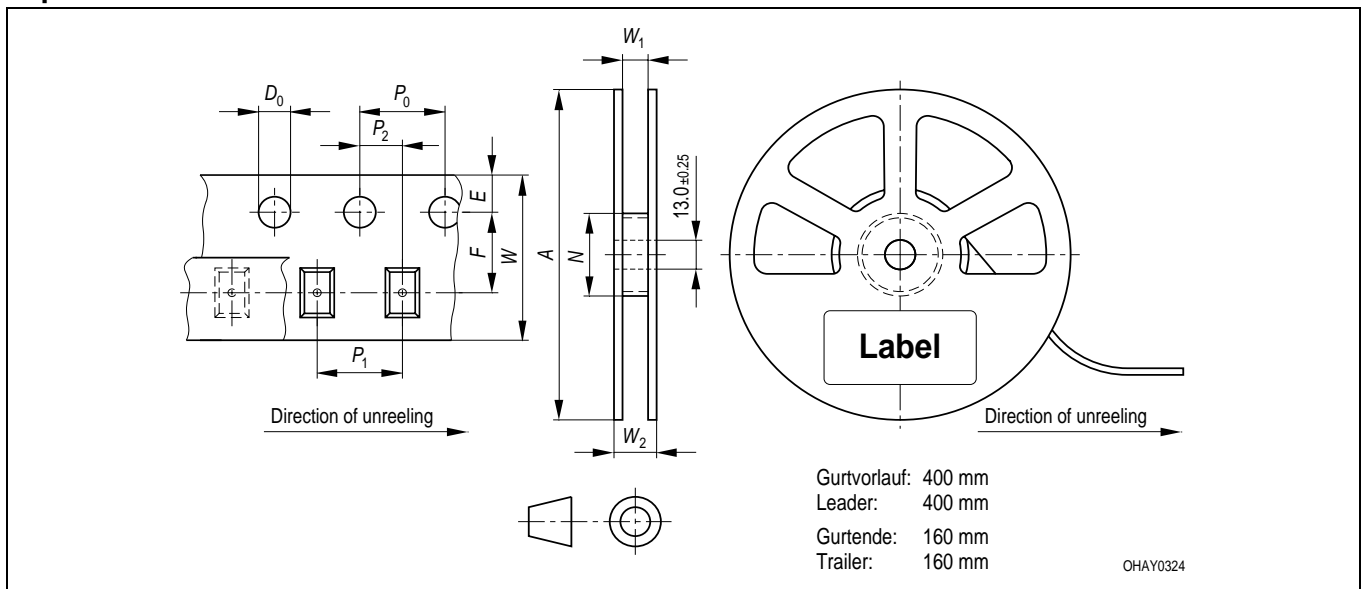 W₁
D₀
P₀
P₂
E
F
W
A
N
13.0 ±0.25
P₁
W₂
Label
Direction of unreeling
Direction of unreeling
Gurtvorlauf: 400 mm
Leader: 400 mm
Gurtende: 160 mm
Trailer: 160 mm
OHAY0324